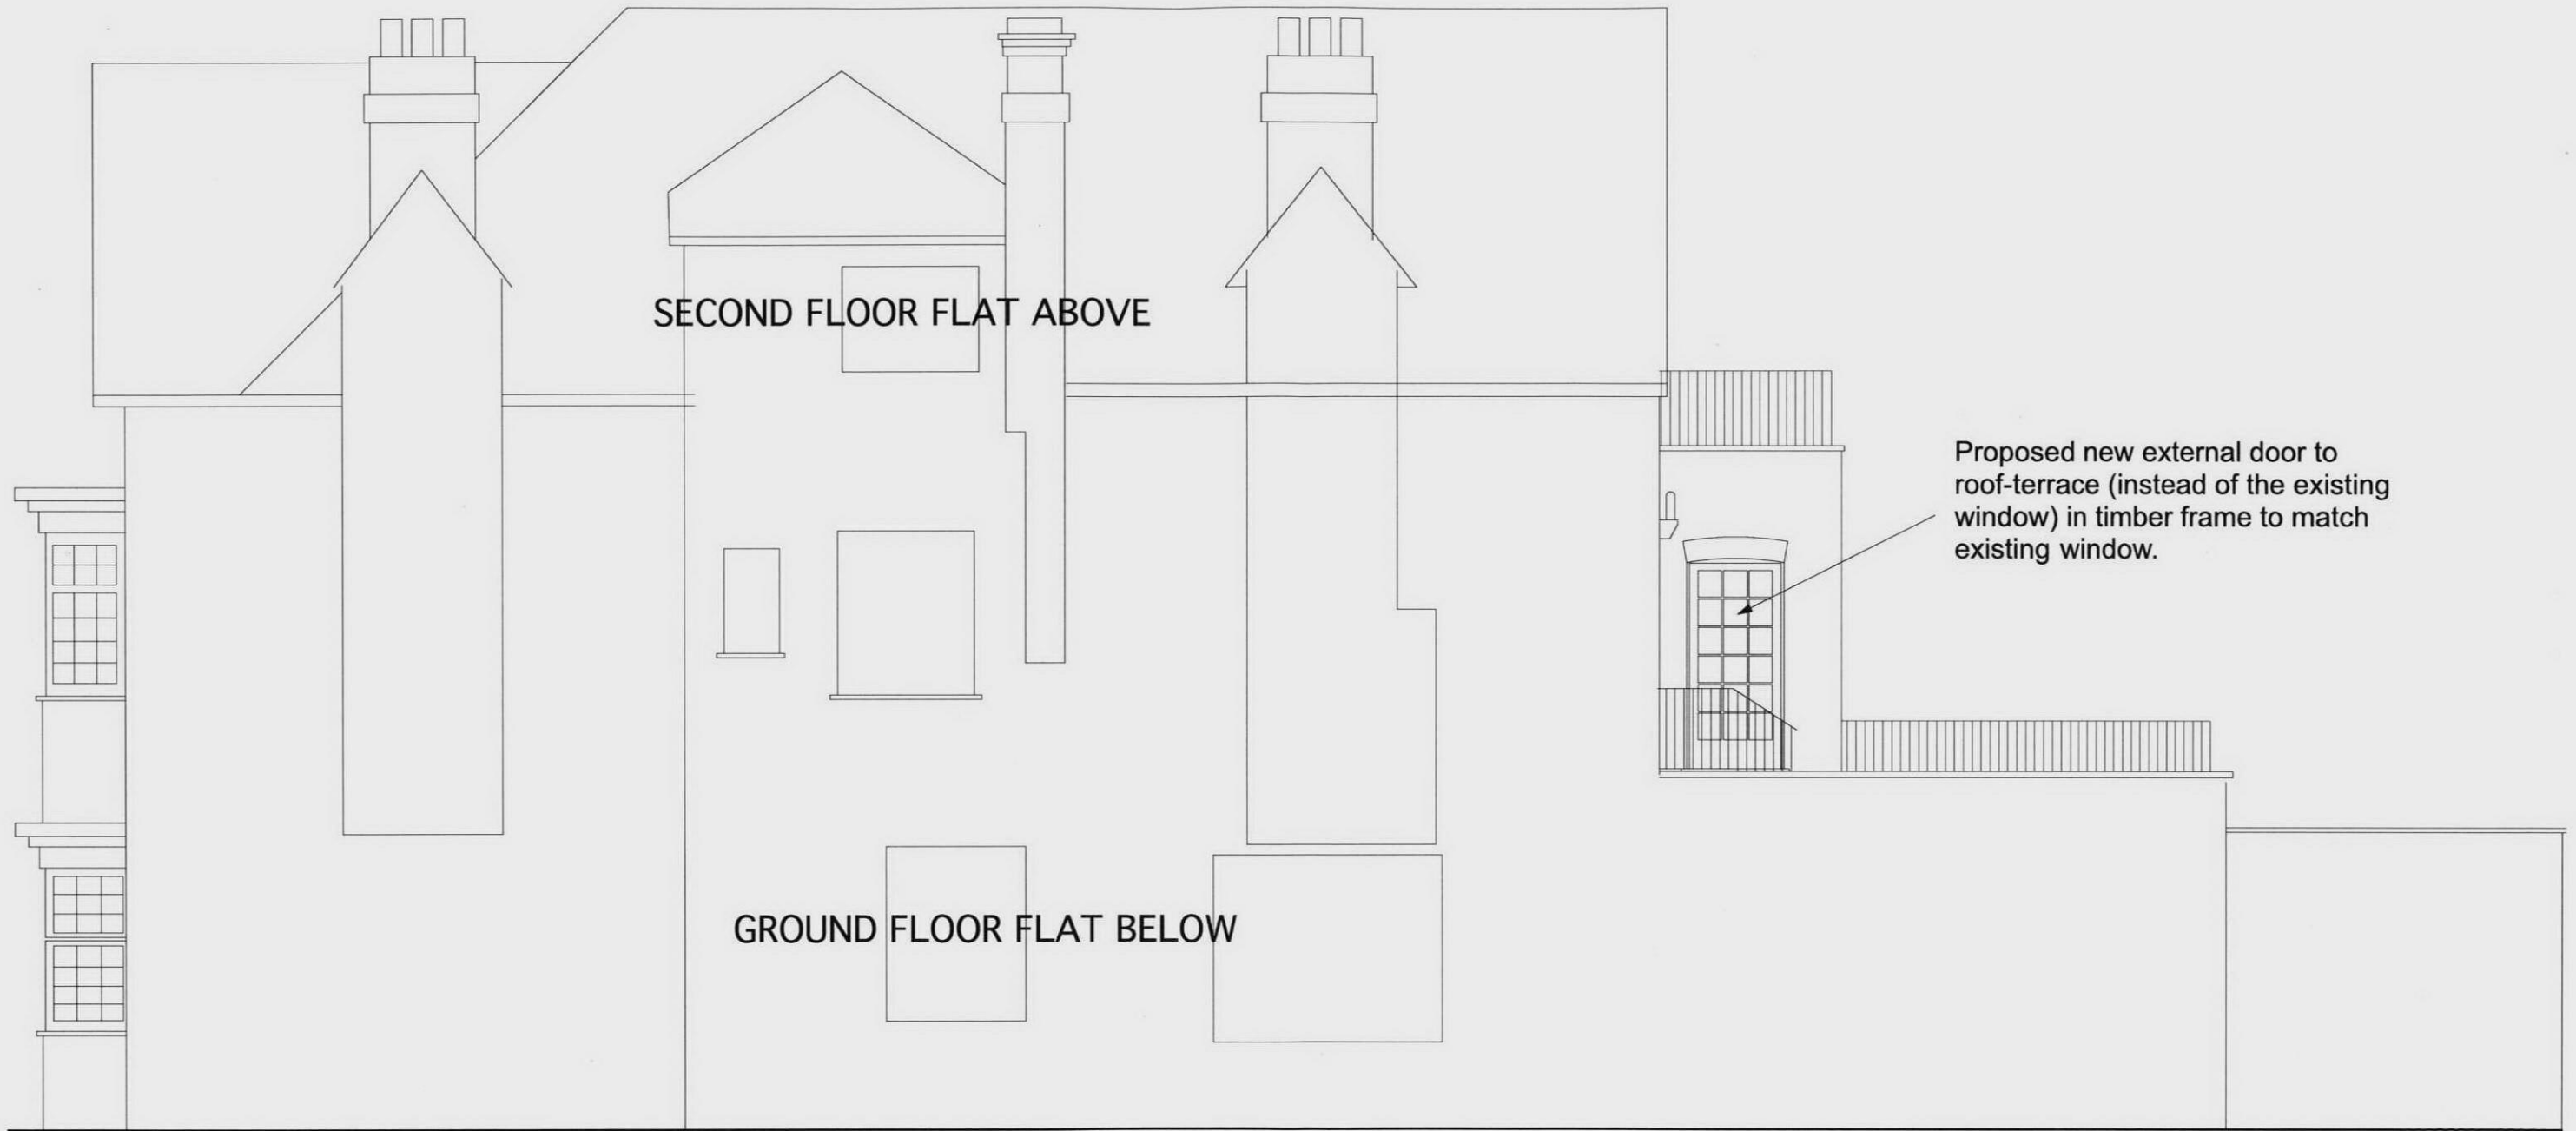 SECOND FLOOR FLAT ABOVE
Proposed new external door to
roof-terrace (instead of the existing
window) in timber frame to match
existing window.
GROUND FLOOR FLAT BELOW